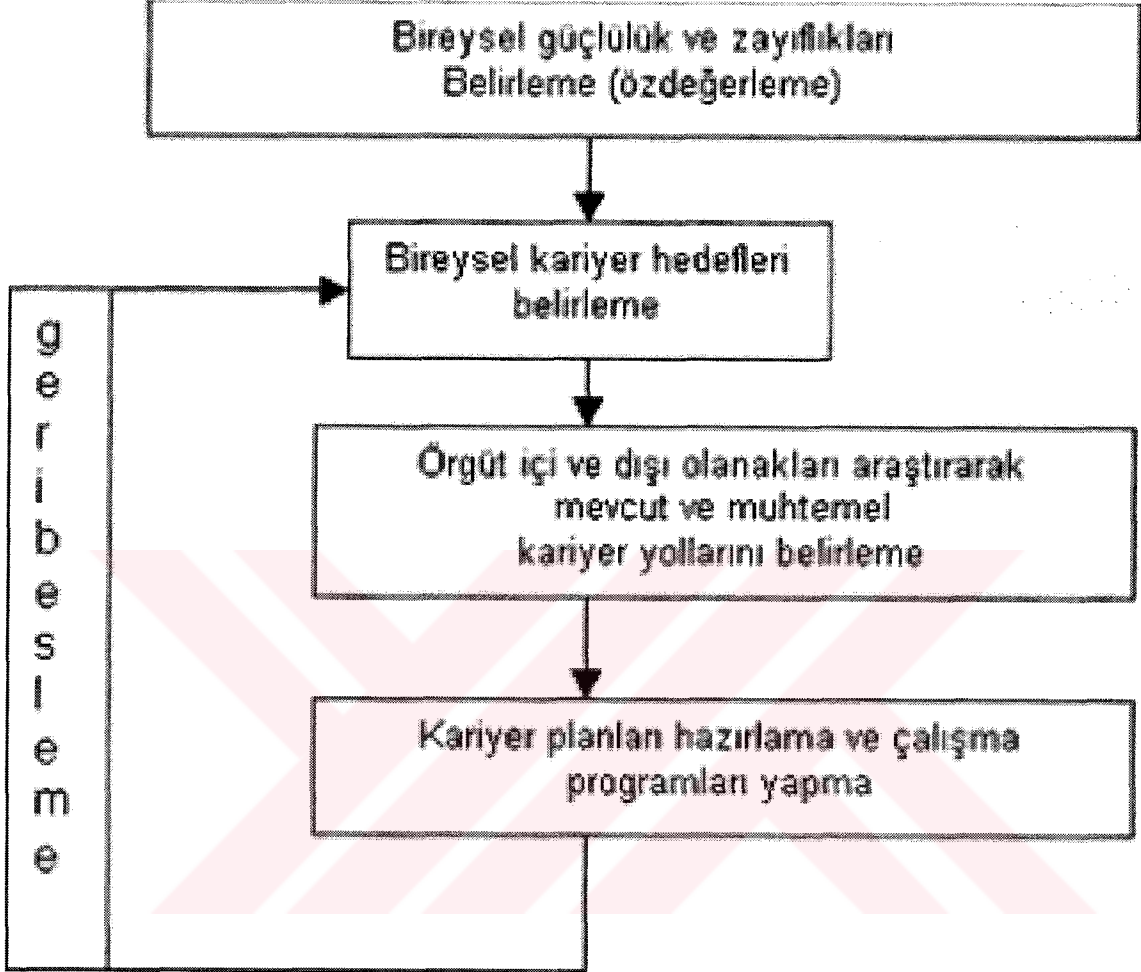 Bireysel güçlülük ve zayıflıkları
Belirleme (özdeğerleme)
Bireysel kariyer hedefleri
belirleme
geribesleme
Örgüt içi ve dışı olanakları araştırarak
mevcut ve muhtemel
kariyer yollarını belirleme
Kariyer planları hazırlama ve çalışma
programları yapma